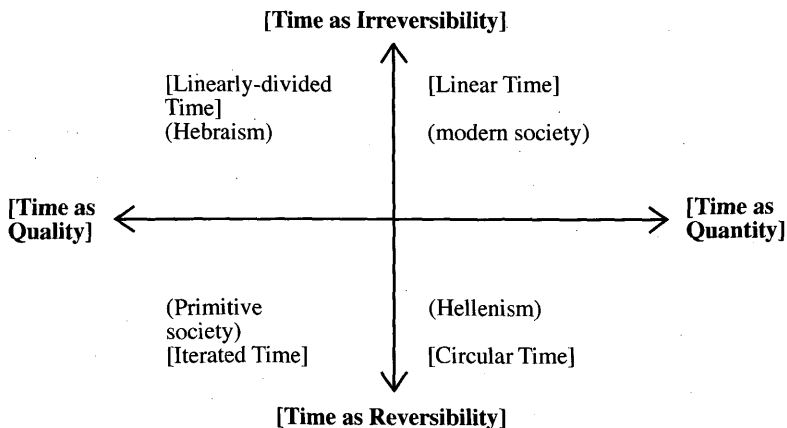 [Time as Irreversibility]
[Linearly-divided
Time]
(Hebraism)
[Linear Time]
(modern society)
[Time as
Quality]
[Time as
Quantity]
(Primitive
society)
[Iterated Time]
(Hellenism)
[Circular Time]
[Time as Reversibility]